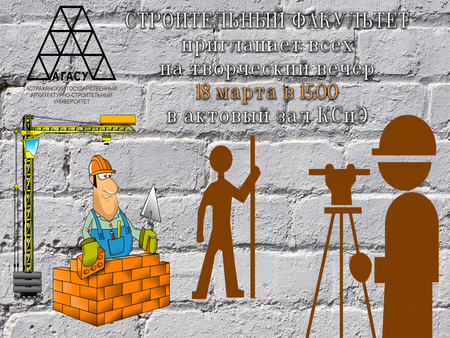 СТРОИТЕЛЬНЫЙ ФАКУЛЬТЕТ
приглашает всех
на творческий вечер
18 марта в 15.00
в актовый зал КСиЭ
АГАСУ
АСТРАХАНСКИЙ ГОСУДАРСТВЕННЫЙ
АРХИТЕКТУРНО-СТРОИТЕЛЬНЫЙ
УНИВЕРСИТЕТ